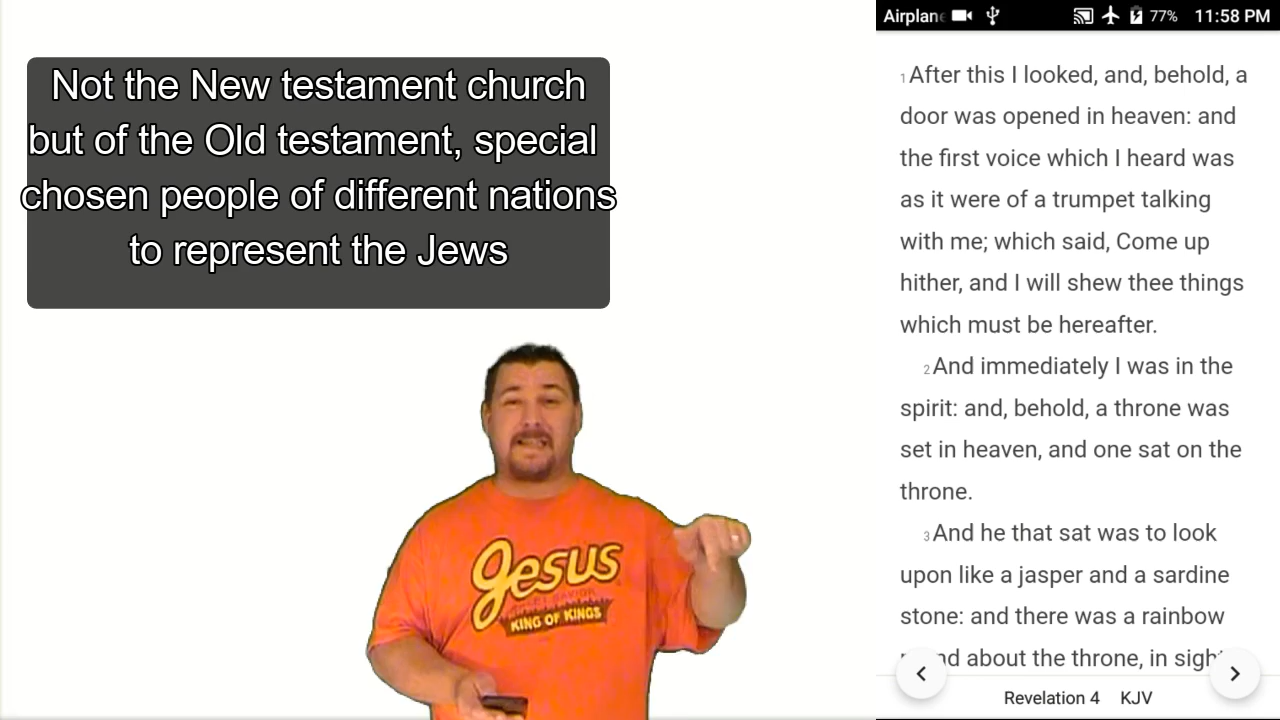 Not the New testament church
but of the Old testament, special
chosen people of different nations
to represent the Jews
Jesus
KING OF KINGS
Airplan
77%
11:58 PM
1 After this I looked, and, behold, a
door was opened in heaven: and
the first voice which I heard was
as it were of a trumpet talking
with me; which said, Come up
hither, and I will shew thee things
which must be hereafter.
2 And immediately I was in the
spirit: and, behold, a throne was
set in heaven, and one sat on the
throne.
3 And he that sat was to look
upon like a jasper and a sardine
stone: and there was a rainbow
about the throne, in
Revelation 4 KJV